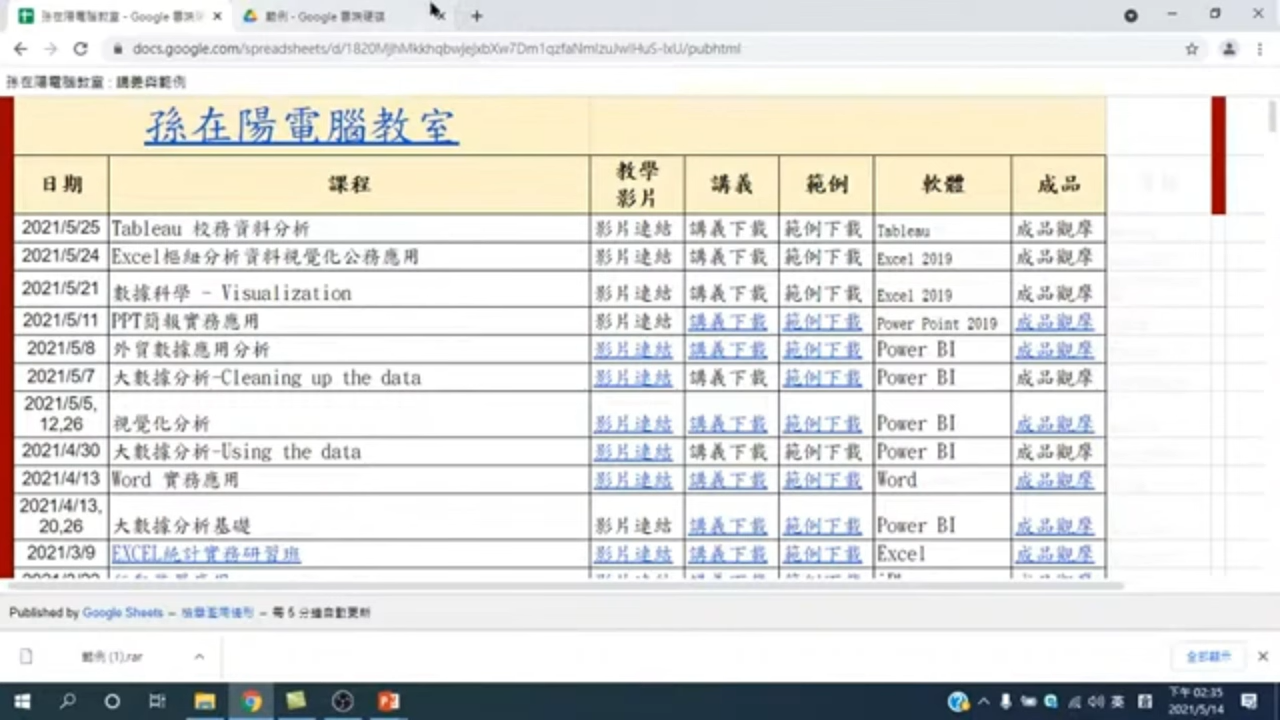 孫在陽電腦教室 - Google 雲端硬
範例 - Google 雲端硬碟
docs.google.com/spreadsheets/d/
/pubhtml
孫在陽電腦教室 : 講義與範例
孫在陽電腦教室
日期 課程 教學影片 講義 範例 軟體 成品
2021/5/25 Tableau 校務資料分析 影片連結 講義下載 範例下載 Tableau 成品觀摩
2021/5/24 Excel樞紐分析資料視覺化公務應用 影片連結 講義下載 範例下載 Excel 2019 成品觀摩
2021/5/21 數據科學 - Visualization 影片連結 講義下載 範例下載 Excel 2019 成品觀摩
2021/5/11 PPT簡報實務應用 影片連結 講義下載 範例下載 Power Point 2019 成品觀摩
2021/5/8 外貿數據應用分析 影片連結 講義下載 範例下載 Power BI 成品觀摩
2021/5/7 大數據分析-Cleaning up the data 影片連結 講義下載 範例下載 Power BI 成品觀摩
2021/5/5, 12,26 視覺化分析 影片連結 講義下載 範例下載 Power BI 成品觀摩
2021/4/30 大數據分析-Using the data 影片連結 講義下載 範例下載 Power BI 成品觀摩
2021/4/13 Word 實務應用 影片連結 講義下載 範例下載 Word 成品觀摩
2021/4/13, 20,26 大數據分析基礎 影片連結 講義下載 範例下載 Power BI 成品觀摩
2021/3/9 EXCEL統計實務研習班 影片連結 講義下載 範例下載 Excel 成品觀摩
Published by Google Sheets – 檢舉濫用情形 – 每 5 分鐘自動更新
範例 (1).rar
全部顯示
英
下午 02:35
2021/5/14